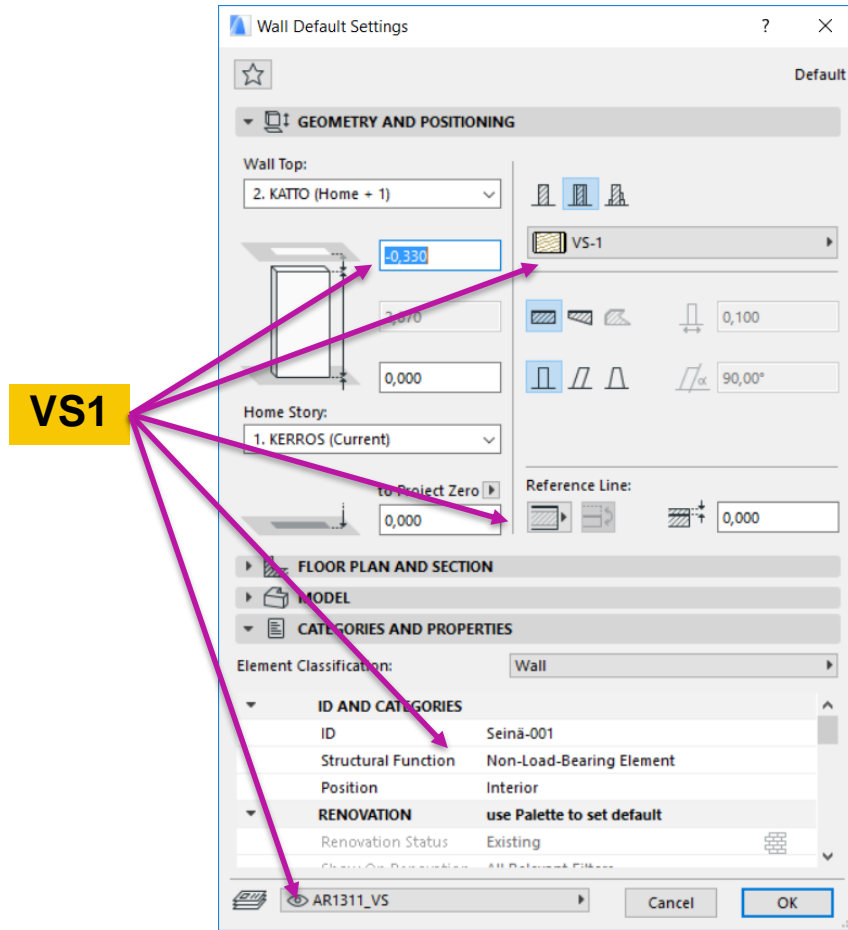 Wall Default Settings ? ×
Default
GEOMETRY AND POSITIONING
Wall Top:
2. KATTO (Home + 1)
VS-1
-0,330
0,100
0,000
90,00°
VS1
Home Story:
1. KERROS (Current)
to Project Zero
Reference Line:
0,000
0,000
FLOOR PLAN AND SECTION
MODEL
CATEGORIES AND PROPERTIES
Element Classification: Wall
ID AND CATEGORIES
ID Seinä-001
Structural Function Non-Load-Bearing Element
Position Interior
RENOVATION use Palette to set default
Renovation Status Existing
AR1311_VS
Cancel OK